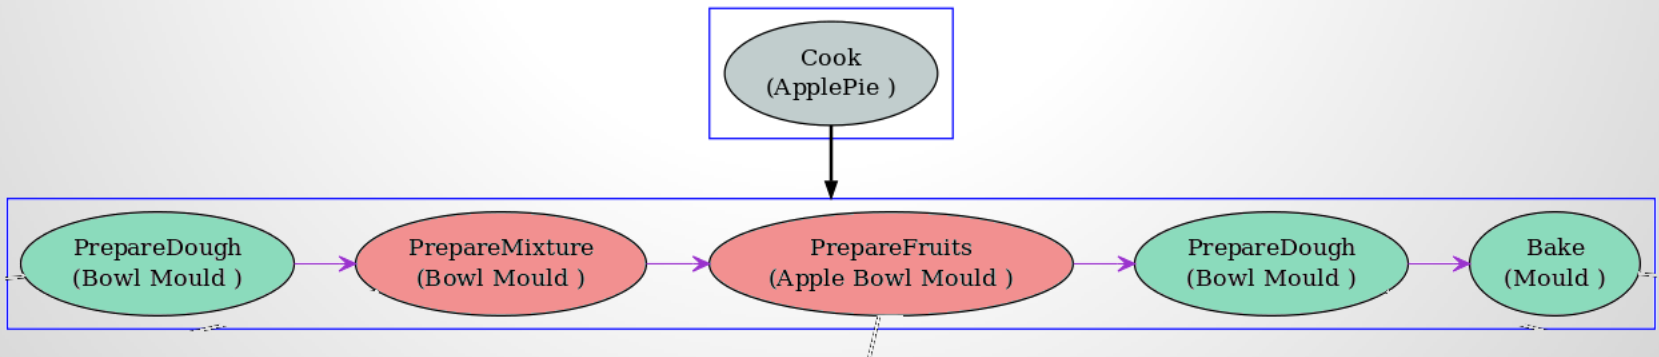 Cook
(ApplePie )
PrepareDough
(Bowl Mould )
PrepareMixture
(Bowl Mould )
PrepareFruits
(Apple Bowl Mould )
PrepareDough
(Bowl Mould )
Bake
(Mould )